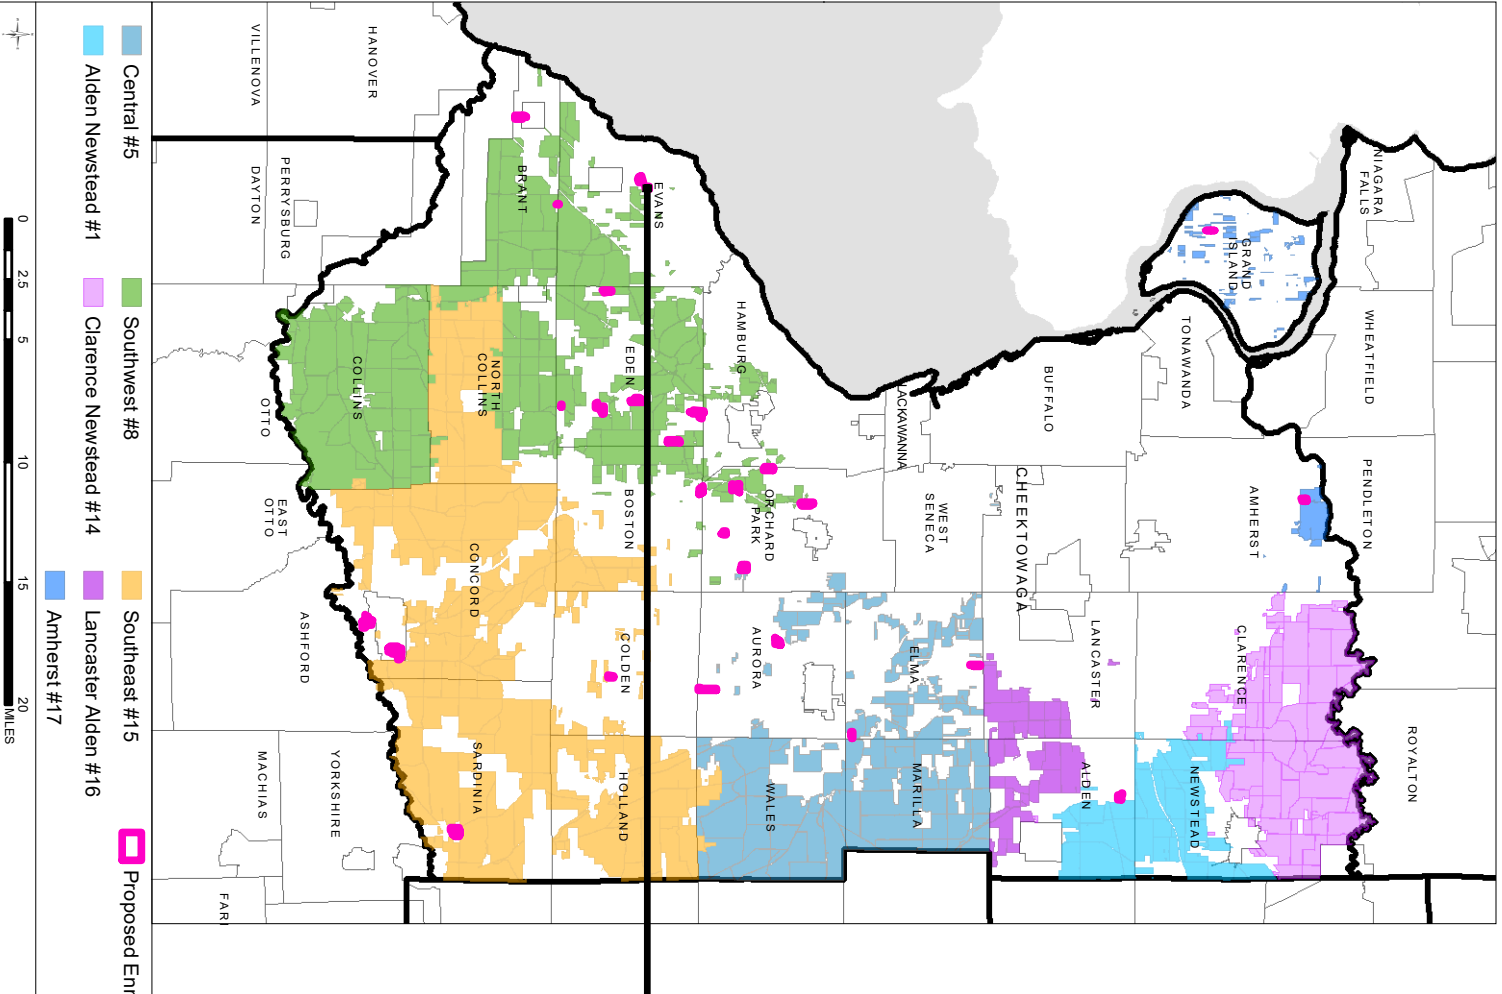 ROYALTON
NIAGARA
FALLS
WHEATFIELD
PENDLETON
GRAND
ISLAND
AMHERST
CLARENCE
NEWSTEAD
TONAWANDA
LANCASTER
ALDEN
BUFFALO
CHEEKTOWAGA
WEST
SENECA
MARILLA
ELMA
LACKAWANNA
ORCHARD
PARK
WALES
AURORA
HAMBURG
EVANS
EDEN
BOSTON
COLDEN
HOLLAND
BRANT
NORTH
COLLINS
CONCORD
SARDINIA
HANOVER
COLLINS
YORKSHIRE
ASHFORD
PERRYSBURG
EAST
OTTO
OTTO
MACHIAS
VILLENOVA
DAYTON
FARI
Central #5
Southwest #8
Southeast #15
Proposed Enr
Alden Newstead #1
Clarence Newstead #14
Lancaster Alden #16
Amherst #17
0 2.5 5 10 15 20
MILES